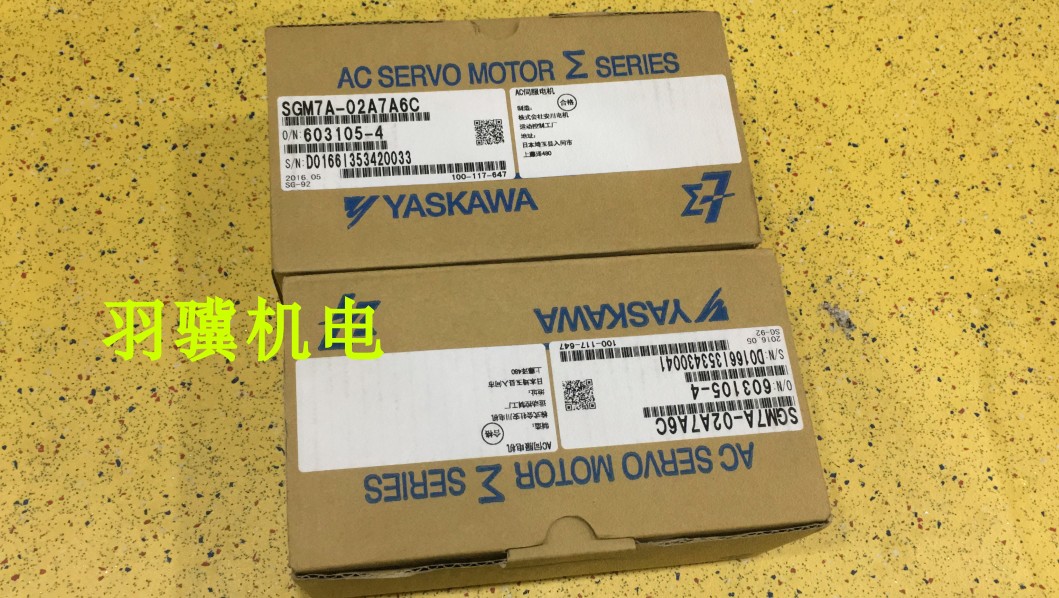 AC SERVO MOTOR Σ SERIES
SGM7A-02A7A6C
O/N:603105-4
S/N:D0166I353420033
2016.05
SG-92
100-117-647
AC伺服电机
合格
制造:
株式会社安川电机
运动控制工厂
地址:
日本埼玉县入间市
上藤泽480
YASKAWA
Σ7
羽骥机电
AC SERVO MOTOR Σ SERIES
SGM7A-02A7A6C
O/N:603105-4
S/N:D0166I353430041
2016.05
SG-92
100-117-647
AC伺服电机
合格
制造:
株式会社安川电机
运动控制工厂
地址:
日本埼玉县入间市
上藤泽480
YASKAWA